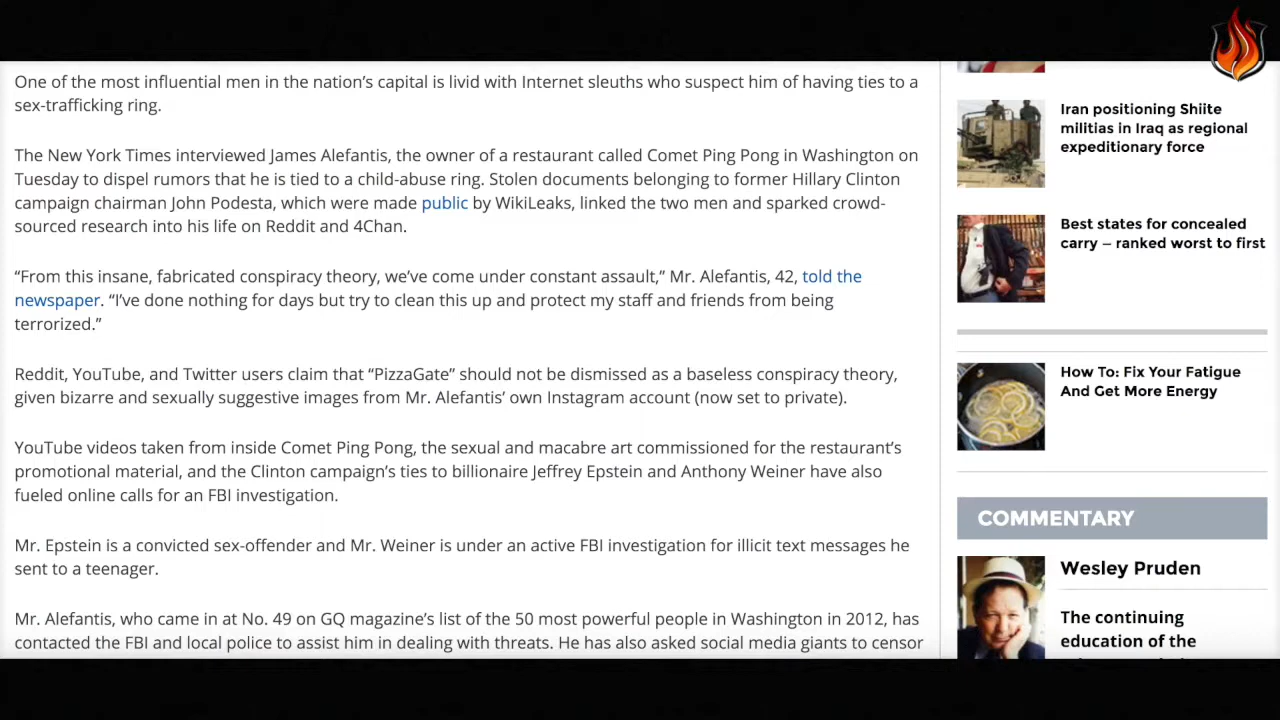 One of the most influential men in the nation's capital is livid with Internet sleuths who suspect him of having ties to a
sex-trafficking ring.
The New York Times interviewed James Alefantis, the owner of a restaurant called Comet Ping Pong in Washington on
Tuesday to dispel rumors that he is tied to a child-abuse ring. Stolen documents belonging to former Hillary Clinton
campaign chairman John Podesta, which were made public by WikiLeaks, linked the two men and sparked crowd-
sourced research into his life on Reddit and 4Chan.
“From this insane, fabricated conspiracy theory, we’ve come under constant assault,” Mr. Alefantis, 42, told the
newspaper. “I’ve done nothing for days but try to clean this up and protect my staff and friends from being
terrorized.”
Reddit, YouTube, and Twitter users claim that “PizzaGate” should not be dismissed as a baseless conspiracy theory,
given bizarre and sexually suggestive images from Mr. Alefantis’ own Instagram account (now set to private).
YouTube videos taken from inside Comet Ping Pong, the sexual and macabre art commissioned for the restaurant’s
promotional material, and the Clinton campaign’s ties to billionaire Jeffrey Epstein and Anthony Weiner have also
fueled online calls for an FBI investigation.
Mr. Epstein is a convicted sex-offender and Mr. Weiner is under an active FBI investigation for illicit text messages he
sent to a teenager.
Mr. Alefantis, who came in at No. 49 on GQ magazine’s list of the 50 most powerful people in Washington in 2012, has
contacted the FBI and local police to assist him in dealing with threats. He has also asked social media giants to censor
Iran positioning Shiite
militias in Iraq as regional
expeditionary force
Best states for concealed
carry — ranked worst to first
How To: Fix Your Fatigue
And Get More Energy
COMMENTARY
Wesley Pruden
The continuing
education of the